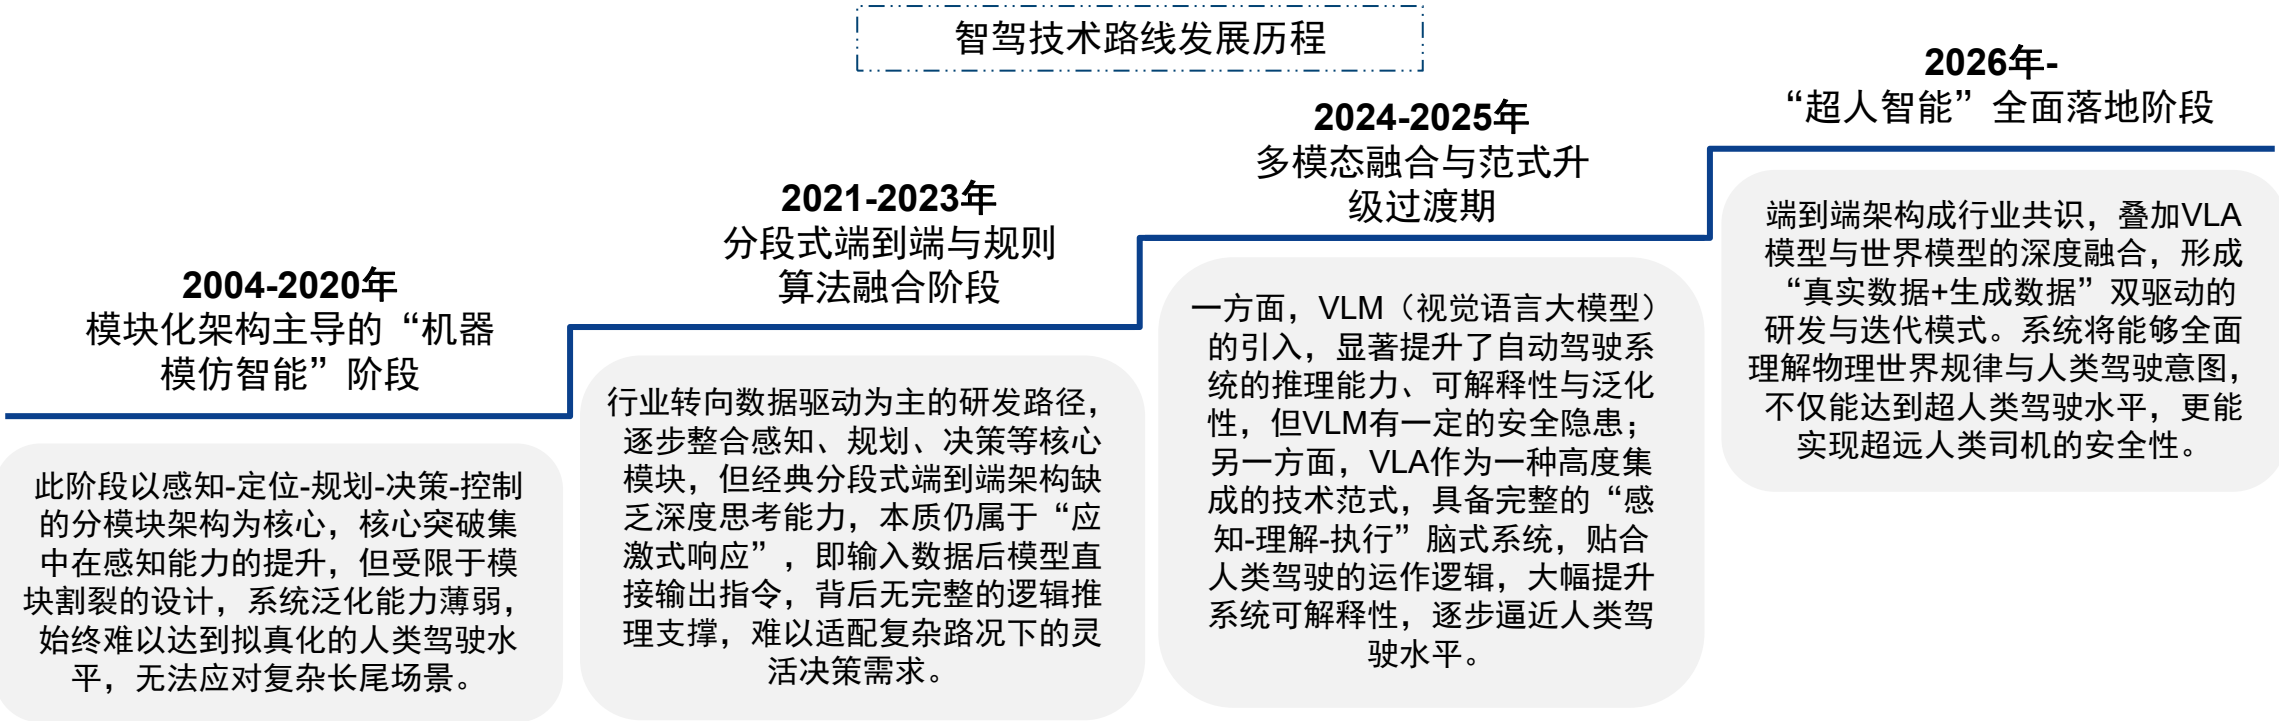 智驾技术路线发展历程
2004-2020年
模块化架构主导的“机器
模仿智能”阶段
此阶段以感知-定位-规划-决策-控制
的分模块架构为核心，核心突破集
中在感知能力的提升，但受限于模
块割裂的设计，系统泛化能力薄弱，
始终难以达到拟真化的人类驾驶水
平，无法应对复杂长尾场景。
2021-2023年
分段式端到端与规则
算法融合阶段
行业转向数据驱动为主的研发路径，
逐步整合感知、规划、决策等核心
模块，但经典分段式端到端架构缺
乏深度思考能力，本质仍属于“应
激式响应”，即输入数据后模型直
接输出指令，背后无完整的逻辑推
理支撑，难以适配复杂路况下的灵
活决策需求。
2024-2025年
多模态融合与范式升
级过渡期
一方面，VLM（视觉语言大模型）
的引入，显著提升了自动驾驶系
统的推理能力、可解释性与泛化
性，但VLM有一定的安全隐患；
另一方面，VLA作为一种高度集
成的技术范式，具备完整的“感
知-理解-执行”脑式系统，贴合
人类驾驶的运作逻辑，大幅提升
系统可解释性，逐步逼近人类驾
驶水平。
2026年-
“超人智能”全面落地阶段
端到端架构成行业共识，叠加VLA
模型与世界模型的深度融合，形成
“真实数据+生成数据”双驱动的
研发与迭代模式。系统将能够全面
理解物理世界规律与人类驾驶意图，
不仅能达到超人类驾驶水平，更能
实现超远人类司机的安全性。